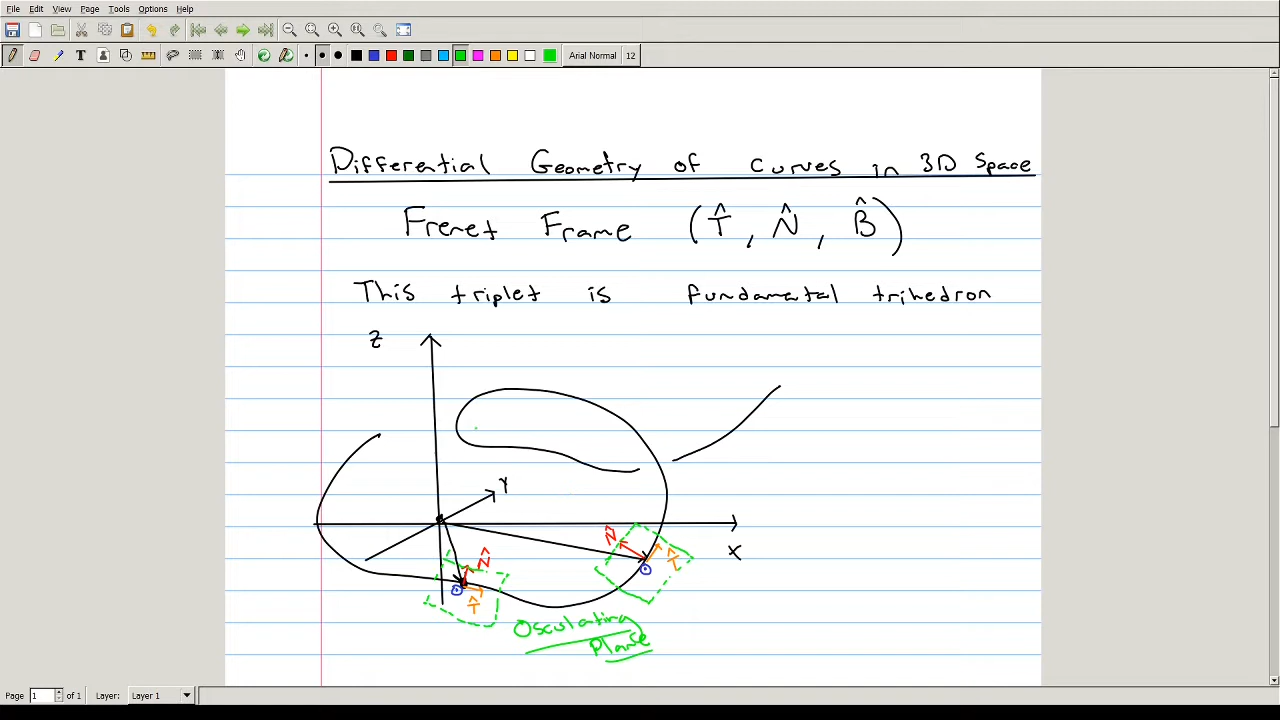 File Edit View Page Tools Options Help
T Arial Normal 12
Differential Geometry of Curves in 3D Space
Frenet Frame (T̂, N̂, B̂)
This triplet is fundamental trihedron
Z
Y
X
N̂
T̂
N̂
T̂
Osculating
Plane
Page 1 of 1 Layer: Layer 1